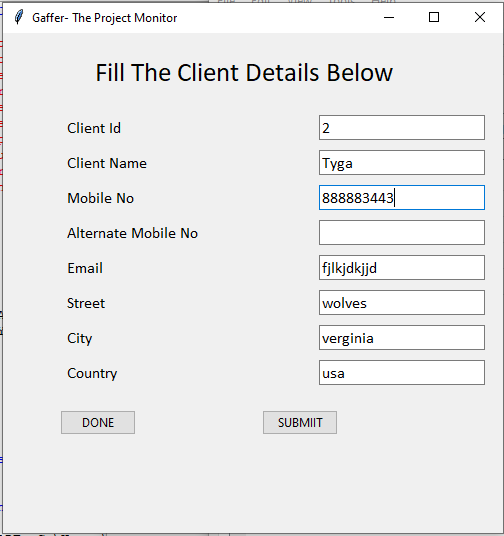 Gaffer- The Project Monitor
Fill The Client Details Below
Client Id 2
Client Name Tyga
Mobile No 888883443
Alternate Mobile No
Email fjlkjdkjjd
Street wolves
City verginia
Country usa
DONE SUBMIIT